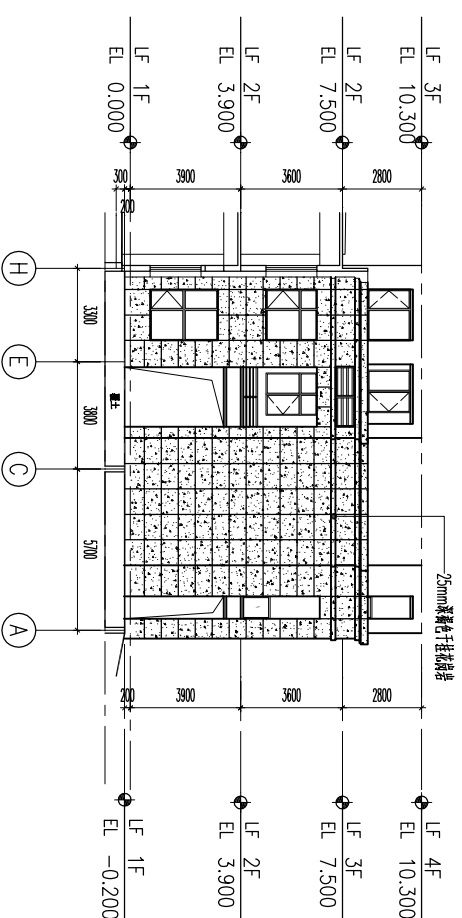 LF 3F
EL 10.300
LF 2F
EL 7.500
LF 2F
EL 3.900
LF 1F
EL 0.000
2800
3600
3900
200
300
25mm深褐色干挂花岗岩
覆土
H
3300
E
3800
C
5700
A
2800
3600
3900
200
LF 4F
EL 10.300
LF 3F
EL 7.500
LF 2F
EL 3.900
LF 1F
EL -0.200